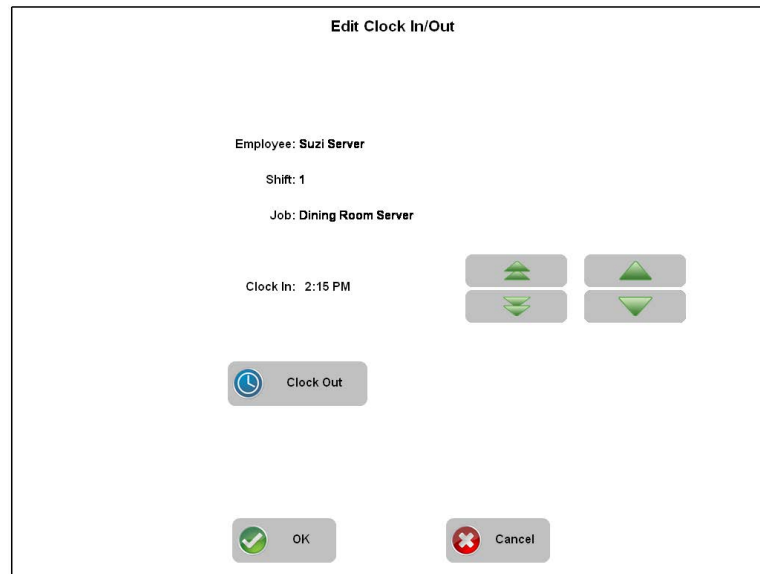 Edit Clock In/Out
Employee: Suzi Server
Shift: 1
Job: Dining Room Server
Clock In: 2:15 PM
Clock Out
OK
Cancel